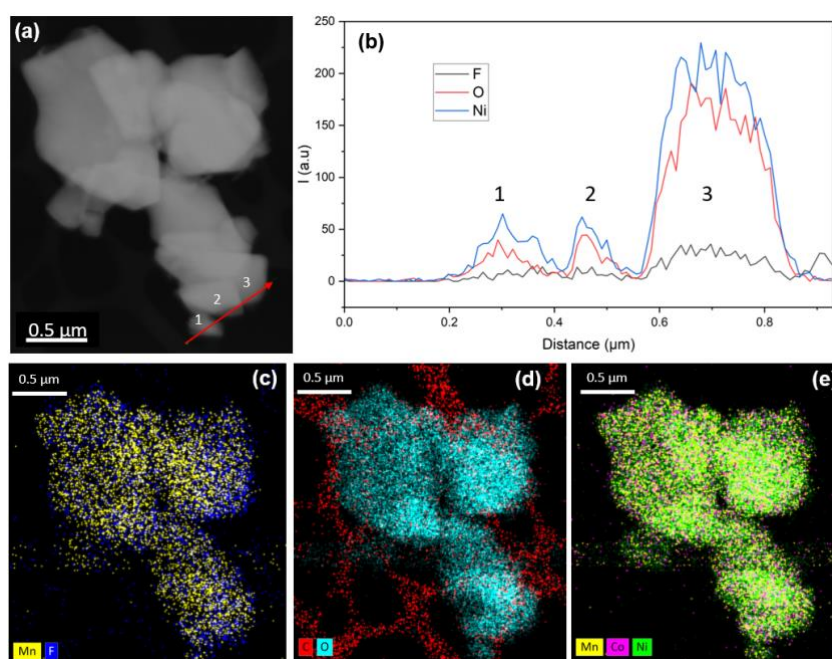 (a)
3
2
1
0.5 μm
(b)
F
O
Ni
1
2
3
250
200
150
100
50
0
I (a.u)
0.0
0.2
0.4
0.6
0.8
Distance (μm)
0.5 μm
(c)
Mn F
0.5 μm
(d)
C O
0.5 μm
(e)
Mn Co Ni